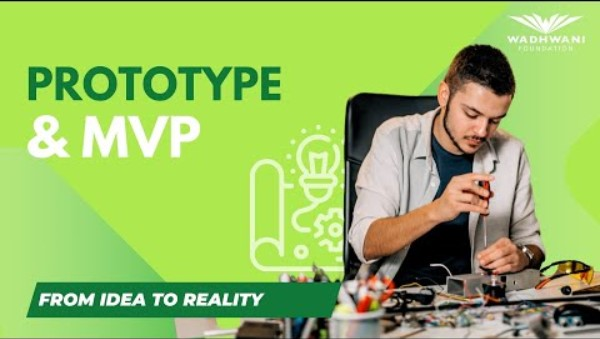 WADHWANI
FOUNDATION
PROTOTYPE
& MVP
FROM IDEA TO REALITY